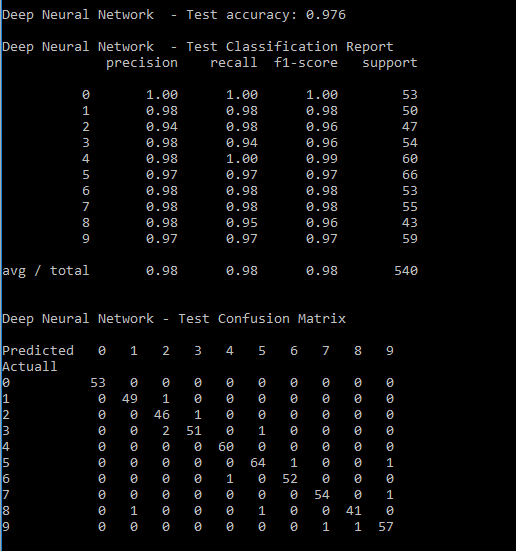 Deep Neural Network  - Test accuracy: 0.976
Deep Neural Network  - Test Classification Report
             precision    recall  f1-score   support
          0       1.00      1.00      1.00        53
          1       0.98      0.98      0.98        50
          2       0.94      0.98      0.96        47
          3       0.98      0.94      0.96        54
          4       0.98      1.00      0.99        60
          5       0.97      0.97      0.97        66
          6       0.98      0.98      0.98        53
          7       0.98      0.98      0.98        55
          8       0.98      0.95      0.96        43
          9       0.97      0.97      0.97        59
avg / total       0.98      0.98      0.98       540
Deep Neural Network - Test Confusion Matrix
Predicted   0   1   2   3   4   5   6   7   8   9
Actuall
0          53   0   0   0   0   0   0   0   0   0
1           0  49   1   0   0   0   0   0   0   0
2           0   0  46   1   0   0   0   0   0   0
3           0   0   2  51   0   1   0   0   0   0
4           0   0   0   0  60   0   0   0   0   0
5           0   0   0   0   0  64   1   0   0   1
6           0   0   0   0   1   0  52   0   0   0
7           0   0   0   0   0   0   0  54   0   1
8           0   1   0   0   0   1   0   0  41   0
9           0   0   0   0   0   0   0   1   1  57